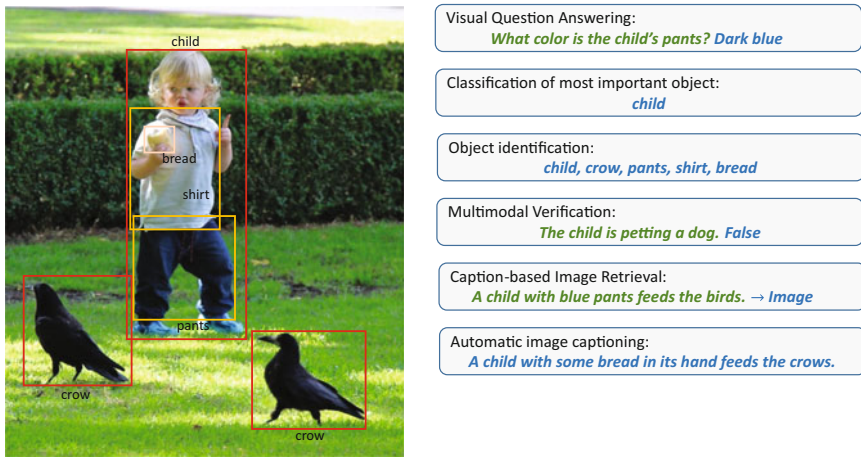 child
bread
shirt
pants
crow
crow
Visual Question Answering:
What color is the child's pants? Dark blue
Classification of most important object:
child
Object identification:
child, crow, pants, shirt, bread
Multimodal Verification:
The child is petting a dog. False
Caption-based Image Retrieval:
A child with blue pants feeds the birds. → Image
Automatic image captioning:
A child with some bread in its hand feeds the crows.